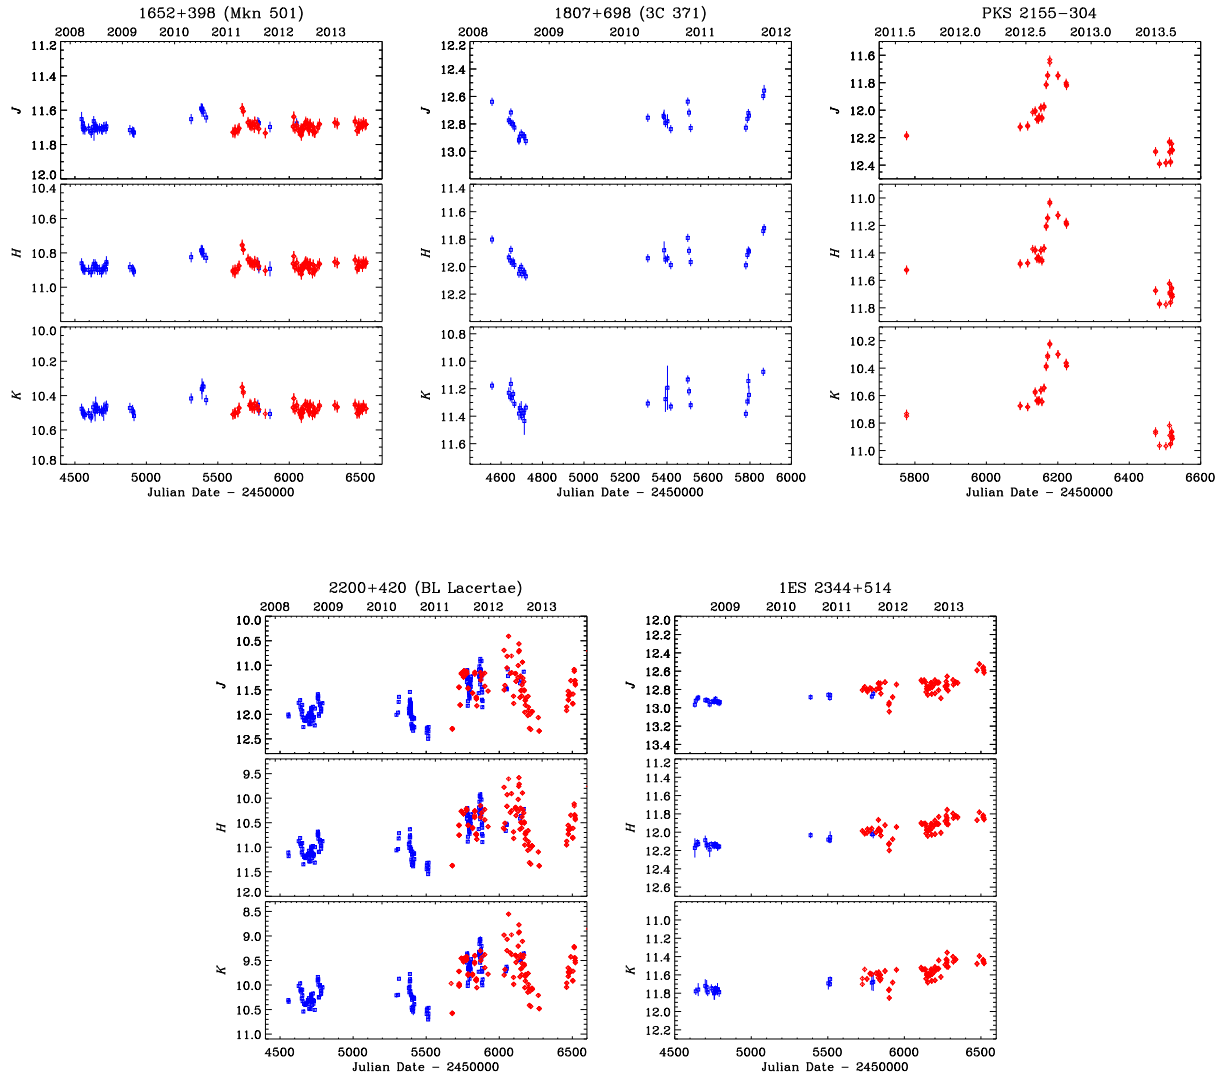 1652+398 (Mkn 501)
2008 2009 2010 2011 2012 2013
11.2
11.4
J 11.6
11.8
12.0
10.4
10.6
H 10.8
11.0
10.0
10.2
K 10.4
10.6
10.8
4500 5000 5500 6000 6500
Julian Date − 2450000
1807+698 (3C 371)
2008 2009 2010 2011 2012
12.2
12.4
J 12.6
12.8
13.0
11.4
11.6
H 11.8
12.0
12.2
10.8
11.0
K 11.2
11.4
11.6
4600 4800 5000 5200 5400 5600 5800 6000
Julian Date − 2450000
PKS 2155−304
2011.5 2012.0 2012.5 2013.0 2013.5
11.6
11.8
J 12.0
12.2
12.4
11.0
11.2
H 11.4
11.6
11.8
10.2
10.4
K 10.6
10.8
11.0
5800 6000 6200 6400 6600
Julian Date − 2450000
2200+420 (BL Lacertae)
2008 2009 2010 2011 2012 2013
10.0
10.5
11.0
J 11.5
12.0
12.5
9.5
10.0
H 10.5
11.0
11.5
12.0
8.5
9.0
9.5
K 10.0
10.5
11.0
4500 5000 5500 6000 6500
Julian Date − 2450000
1ES 2344+514
2009 2010 2011 2012 2013
12.0
12.2
12.4
12.6
J 12.8
13.0
13.2
13.4
11.2
11.4
11.6
11.8
H 12.0
12.2
12.4
12.6
11.0
11.2
11.4
K 11.6
11.8
12.0
12.2
4500 5000 5500 6000 6500
Julian Date − 2450000